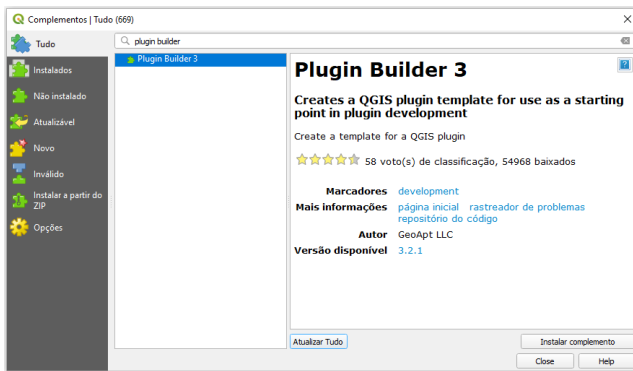 Complementos | Tudo (669)
Tudo
Instalados
Não instalado
Atualizável
Novo
Inválido
Instalar a partir do
ZIP
Opções
plugin builder
Plugin Builder 3
Plugin Builder 3
?
Creates a QGIS plugin template for use as a starting
point in plugin development
Create a template for a QGIS plugin
58 voto(s) de classificação, 54968 baixados
Marcadores development
Mais informações página inicial rastreador de problemas
repositório do código
Autor GeoApt LLC
Versão disponível 3.2.1
Atualizar Tudo
Instalar complemento
Close
Help